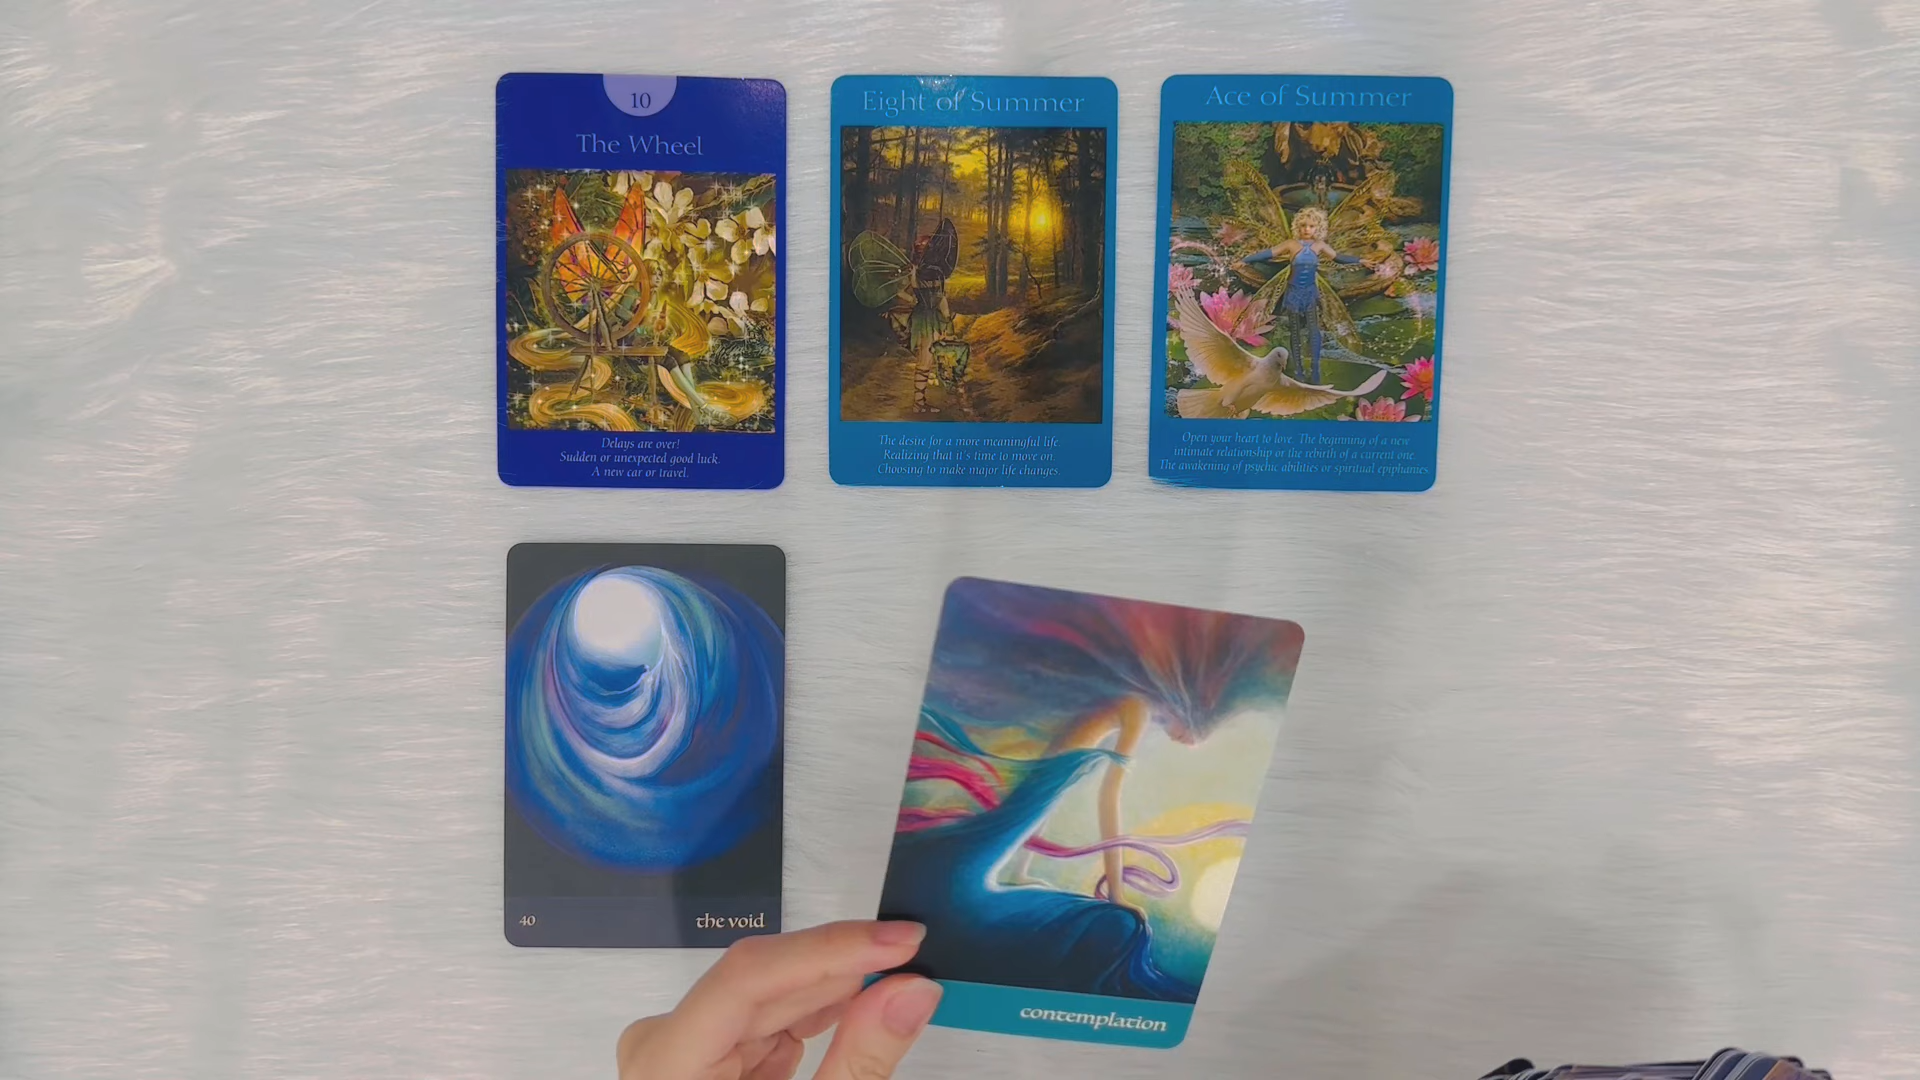 10
The Wheel
Delays are over!
Sudden or unexpected good luck.
A new car or travel.
Eight of Summer
The desire for a more meaningful life.
Realizing that it's time to move on.
Choosing to make major life changes.
Ace of Summer
Open your heart to love. The beginning of a new
intimate relationship or the rebirth of a current one.
The awakening of psychic abilities or spiritual epiphanies
40
the void
contemplation